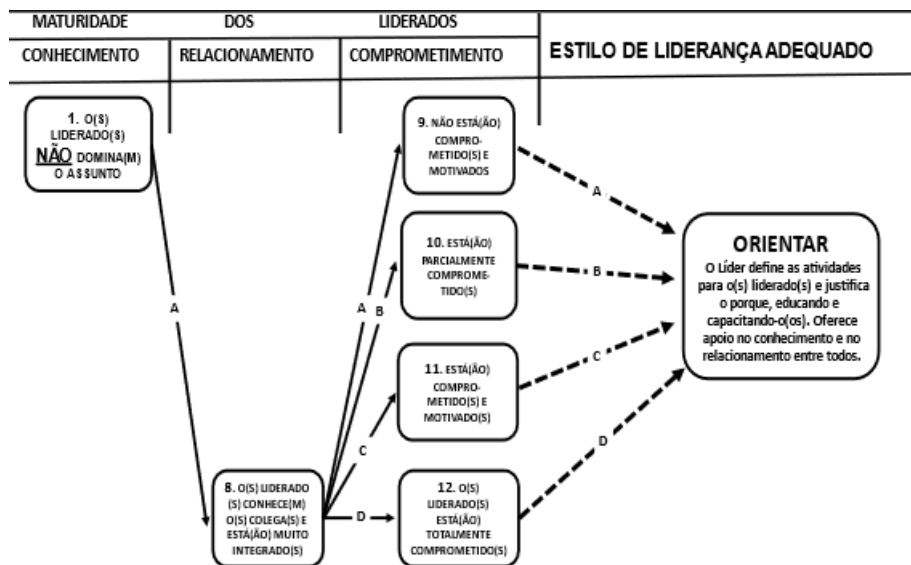 MATURIDADE DOS LIDERADOS
CONHECIMENTO RELACIONAMENTO COMPROMETIMENTO ESTILO DE LIDERANÇA ADEQUADO
1. O(S)
LIDERADO(S)
NÃO DOMINA(M)
O ASSUNTO
9. NÃO ESTÁ(ÃO)
COMPRO-
METIDO(S) E
MOTIVADOS
10. ESTÁ(ÃO)
PARCIALMENTE
COMPROME-
TIDO(S)
11. ESTÁ(ÃO)
COMPRO-
METIDO(S) E
MOTIVADO(S)
8. O(S) LIDERADO
(S) CONHECE(M)
O(S) COLEGA(S) E
ESTÁ(ÃO) MUITO
INTEGRADO(S)
12. O(S)
LIDERADO(S)
ESTÁ(ÃO)
TOTALMENTE
COMPROMETIDO(S)
A
A
B
C
D
A
B
C
D
ORIENTAR
O Líder define as atividades
para o(s) liderado(s) e justifica
o porque, educando e
capacitando-o(os). Oferece
apoio no conhecimento e no
relacionamento entre todos.